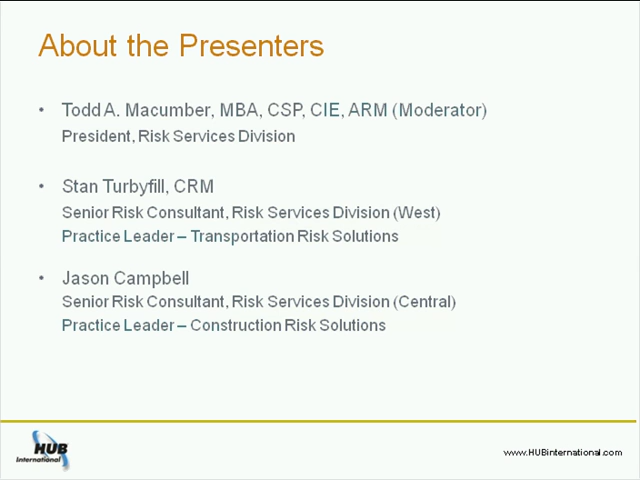 About the Presenters
• Todd A. Macumber, MBA, CSP, CIE, ARM (Moderator)
President, Risk Services Division
• Stan Turbyfill, CRM
Senior Risk Consultant, Risk Services Division (West)
Practice Leader – Transportation Risk Solutions
• Jason Campbell
Senior Risk Consultant, Risk Services Division (Central)
Practice Leader – Construction Risk Solutions
HUB
International
www.HUBinternational.com